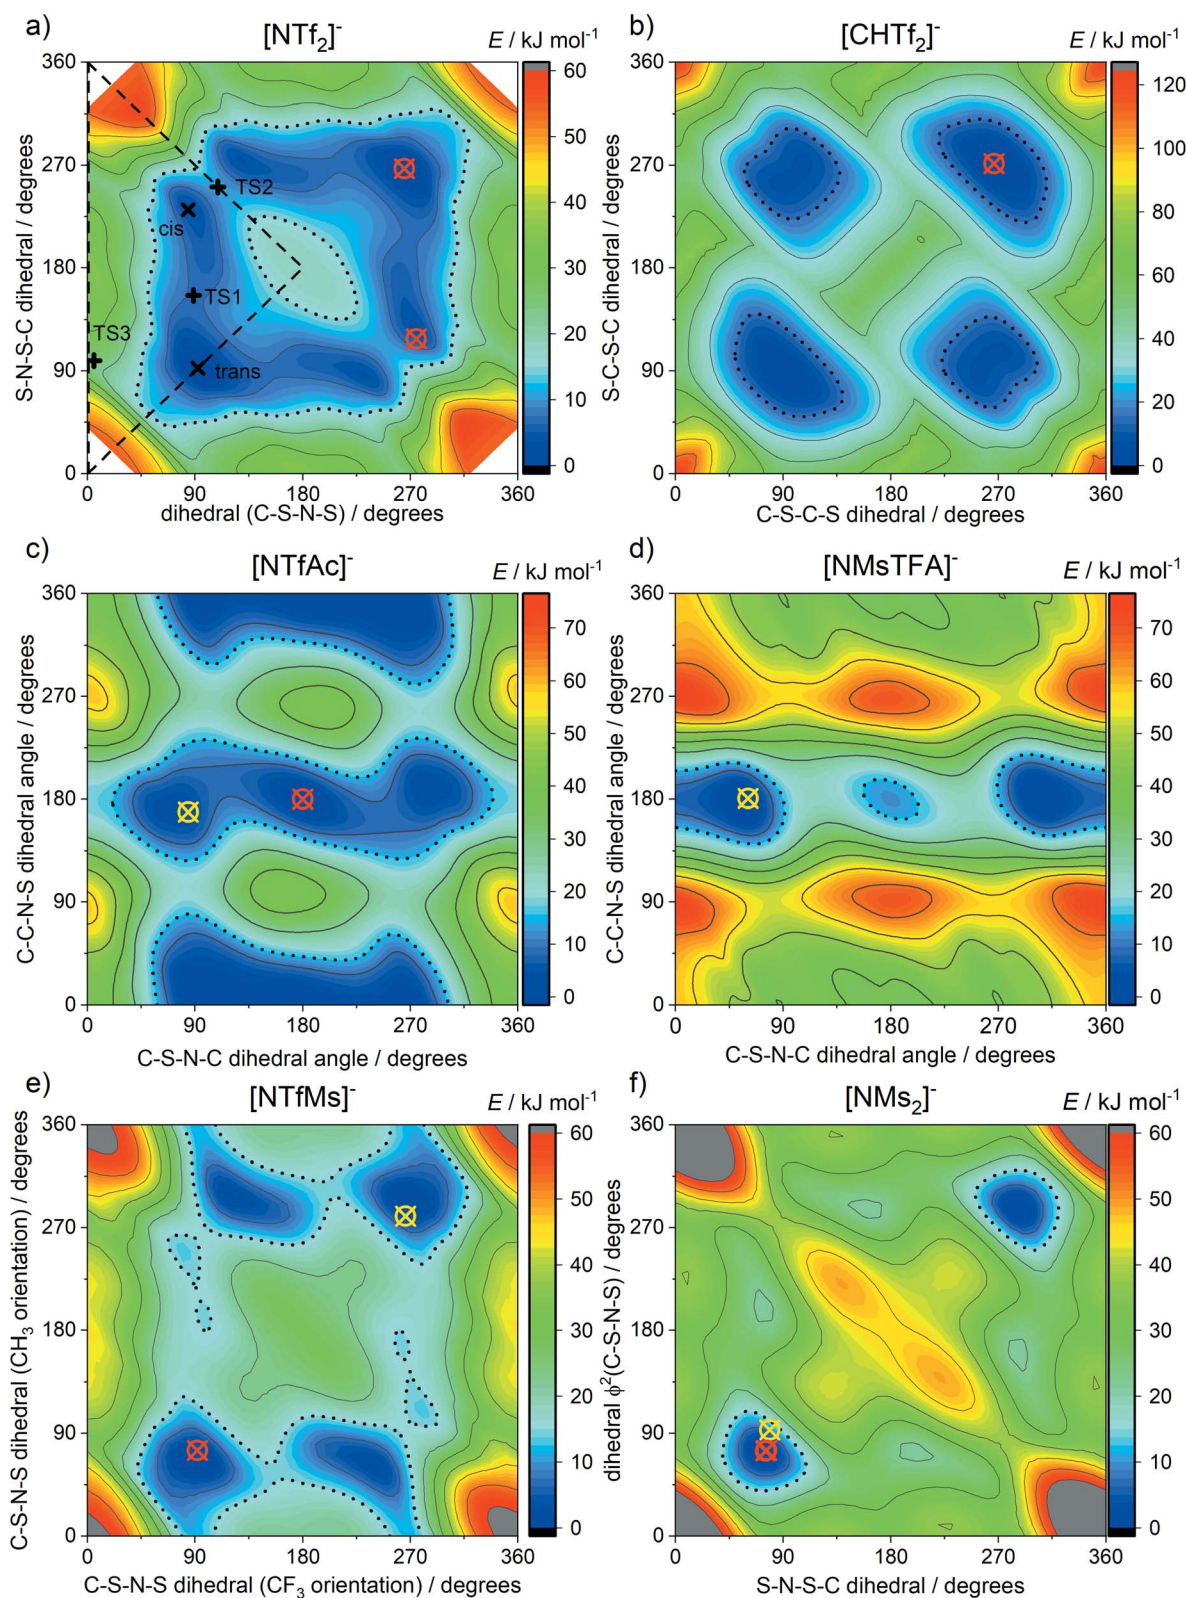 a)
[NTf2]-
E / kJ mol-1
S-N-S-C dihedral / degrees
360
270
180
90
0
TS2
cis
TS1
TS3
trans
0
90
180
270
360
dihedral (C-S-N-S) / degrees
60
50
40
30
20
10
0
b)
[CHTf2]-
E / kJ mol-1
S-C-S-C dihedral / degrees
360
270
180
90
0
0
90
180
270
360
C-S-C-S dihedral / degrees
120
100
80
60
40
20
0
c)
[NTfAc]-
E / kJ mol-1
C-C-N-S dihedral angle / degrees
360
270
180
90
0
0
90
180
270
360
C-S-N-C dihedral angle / degrees
70
60
50
40
30
20
10
0
d)
[NMsTFA]-
E / kJ mol-1
C-C-N-S dihedral angle / degrees
360
270
180
90
0
0
90
180
270
360
C-S-N-C dihedral angle / degrees
70
60
50
40
30
20
10
0
e)
[NTfMs]-
E / kJ mol-1
C-S-N-S dihedral (CH3 orientation) / degrees
360
270
180
90
0
0
90
180
270
360
C-S-N-S dihedral (CF3 orientation) / degrees
60
50
40
30
20
10
0
f)
[NMs2]-
E / kJ mol-1
dihedral ϕ2(C-S-N-S) / degrees
360
270
180
90
0
0
90
180
270
360
S-N-S-C dihedral / degrees
60
50
40
30
20
10
0